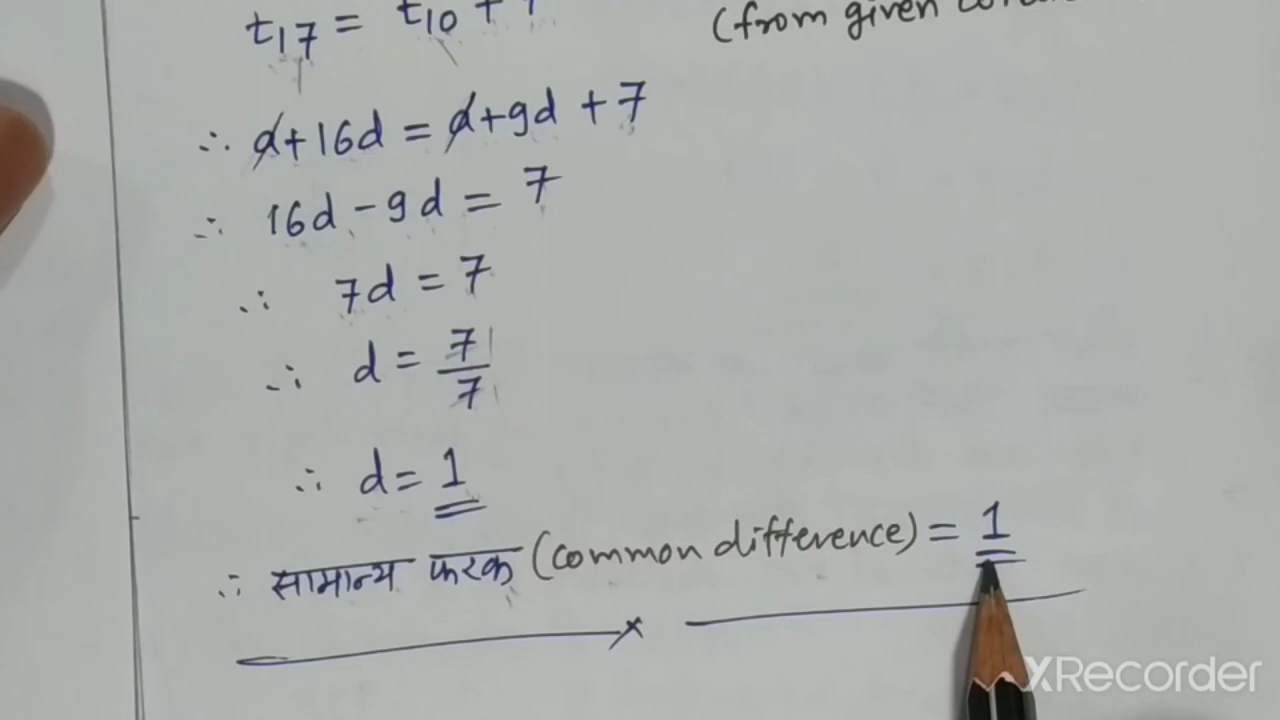 t₁₇ = t₁₀ + 7
(from given
∴ a+16d = a+9d + 7
∴ 16d - 9d = 7
∴ 7d = 7
∴ d = 7/7
∴ d = 1
∴ सामान्य फरक (common difference) = 1
XRecorder